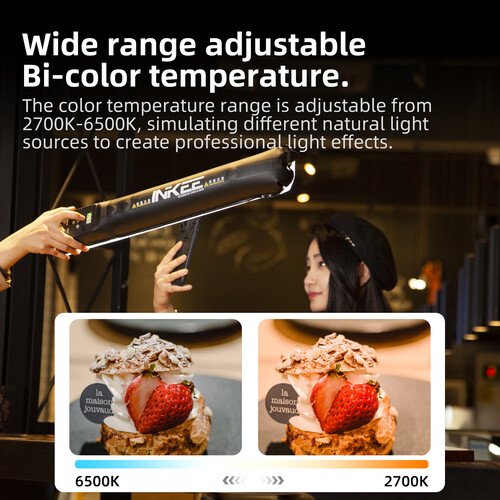 Wide range adjustable
Bi-color temperature.
The color temperature range is adjustable from
2700K-6500K, simulating different natural light
sources to create professional light effects.
INKEE
la
maison
jouvaud
la
maison
jouvaud
6500K
2700K